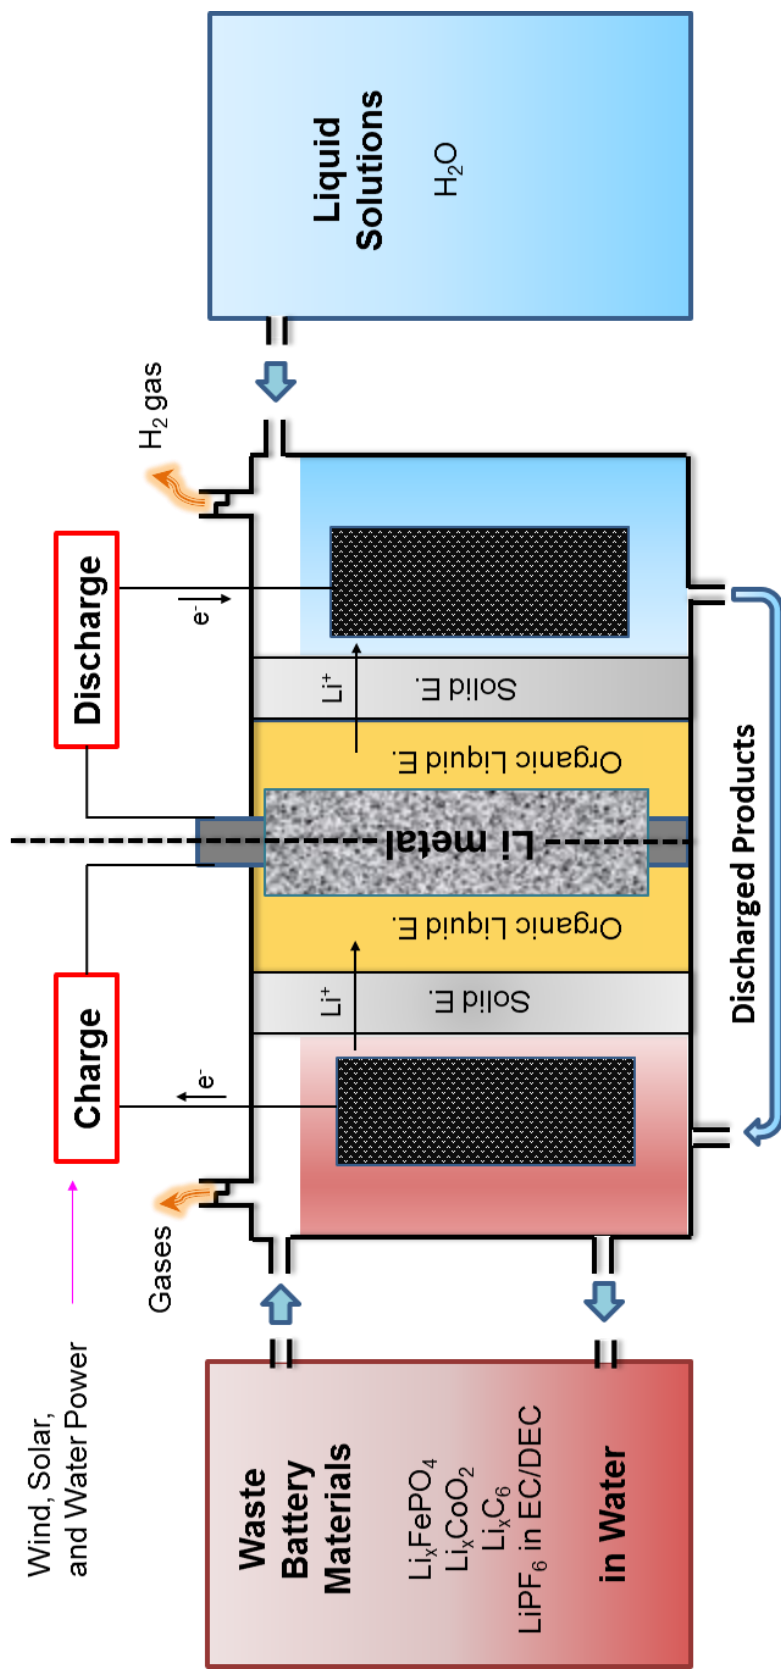 Wind, Solar,
and Water Power
Charge
Discharge
Gases
H₂ gas
e⁻
e⁻
Waste
Battery
Materials
LiₓFePO₄
LiₓCoO₂
LiₓC₆
LiPF₆ in EC/DEC
in Water
Li⁺
Solid E.
Organic Liquid E.
Li metal
Organic Liquid E.
Li⁺
Solid E.
Liquid
Solutions
H₂O
Discharged Products